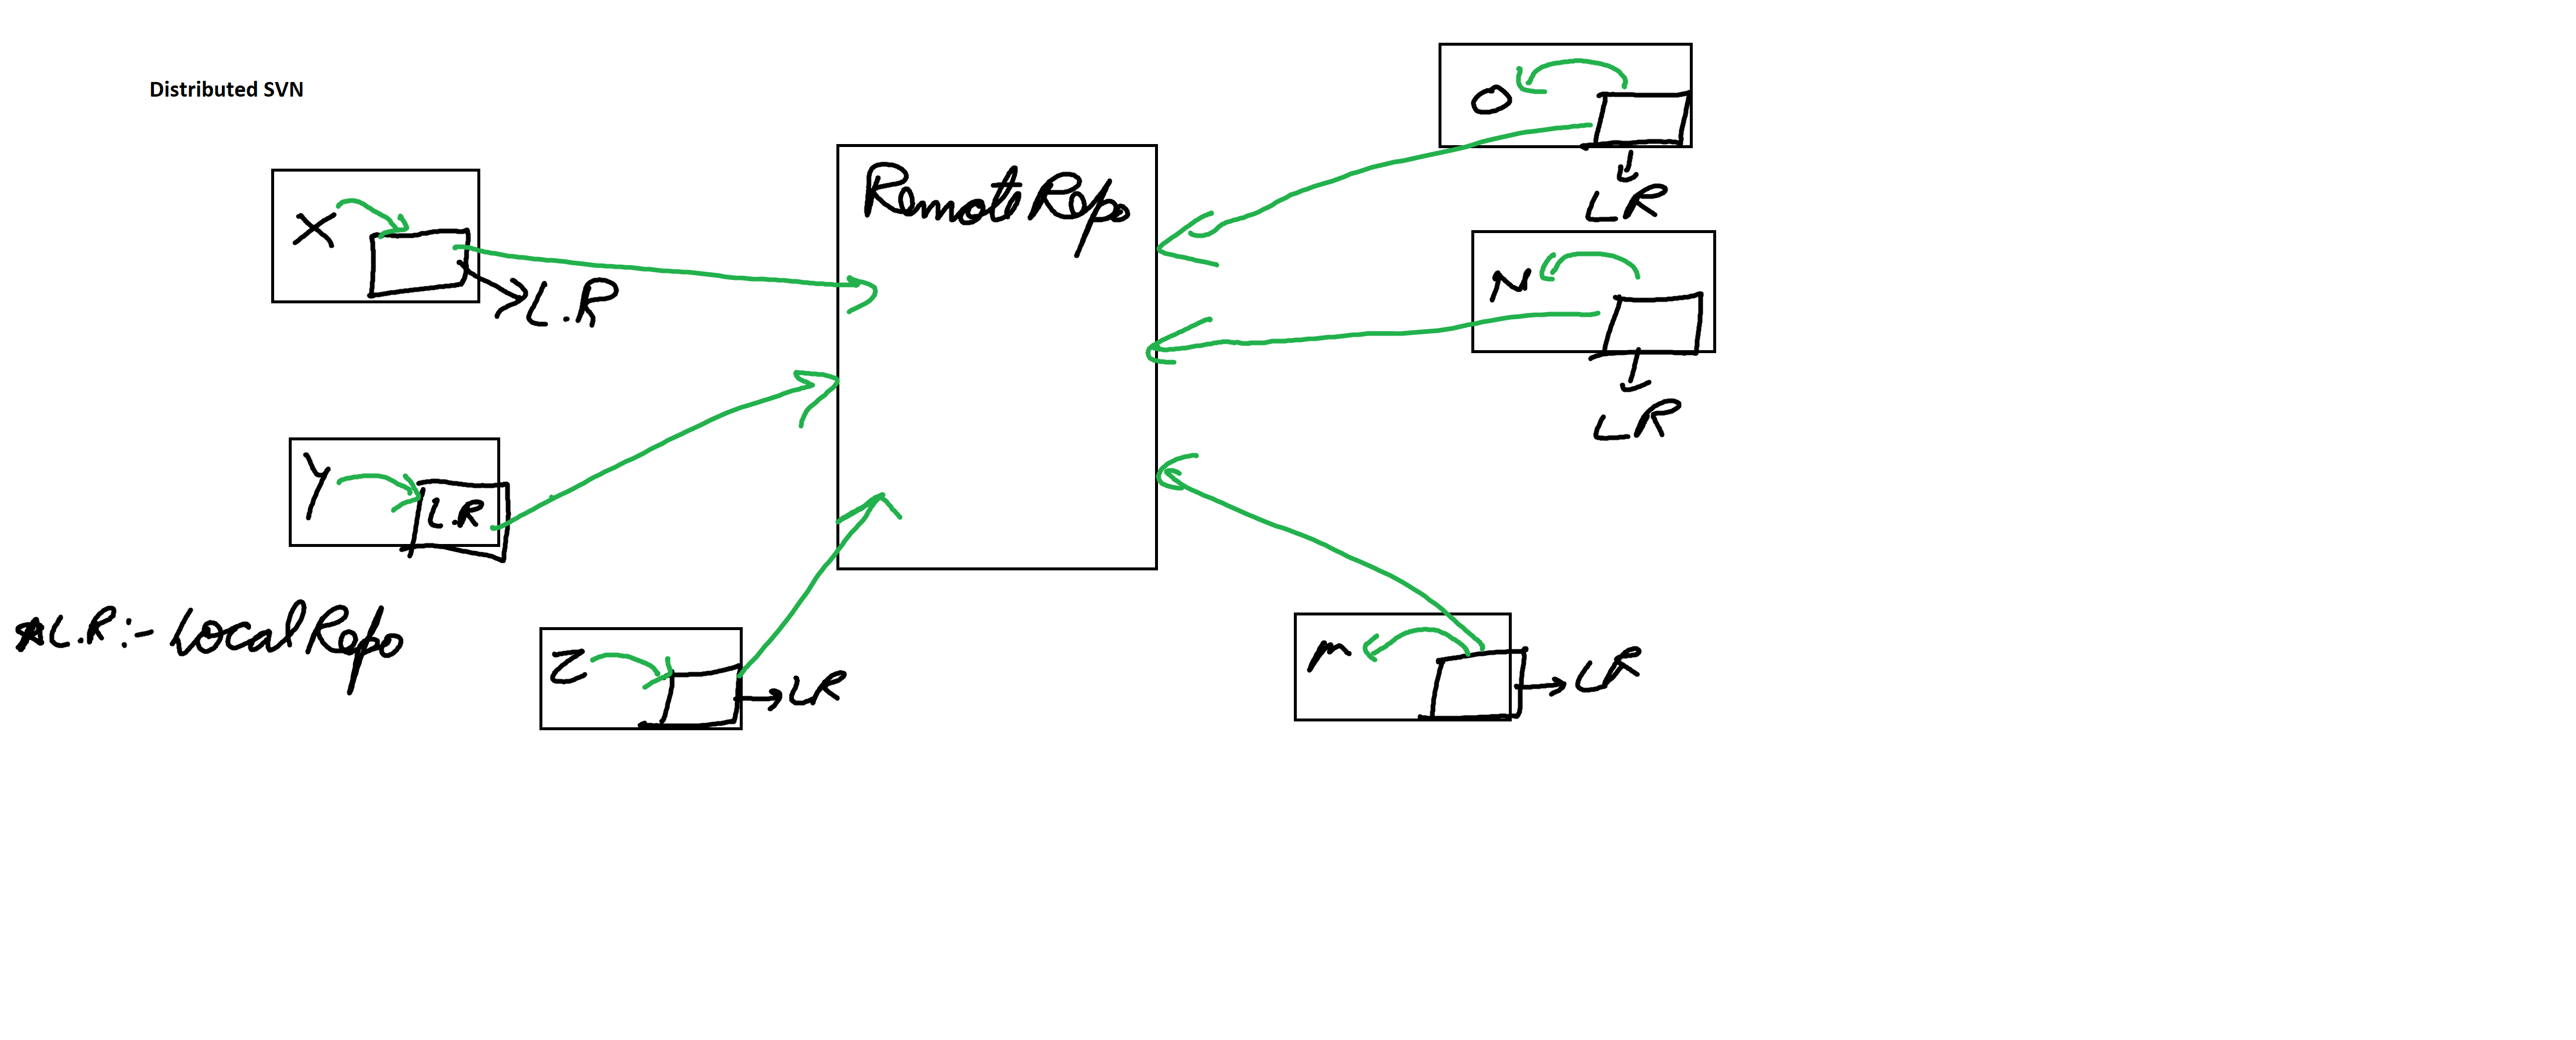 Distributed SVN
X
L.R
Y
L.R
*L.R:- Local Repo
Z
LR
Remote Repo
O
LR
N
LR
M
LR